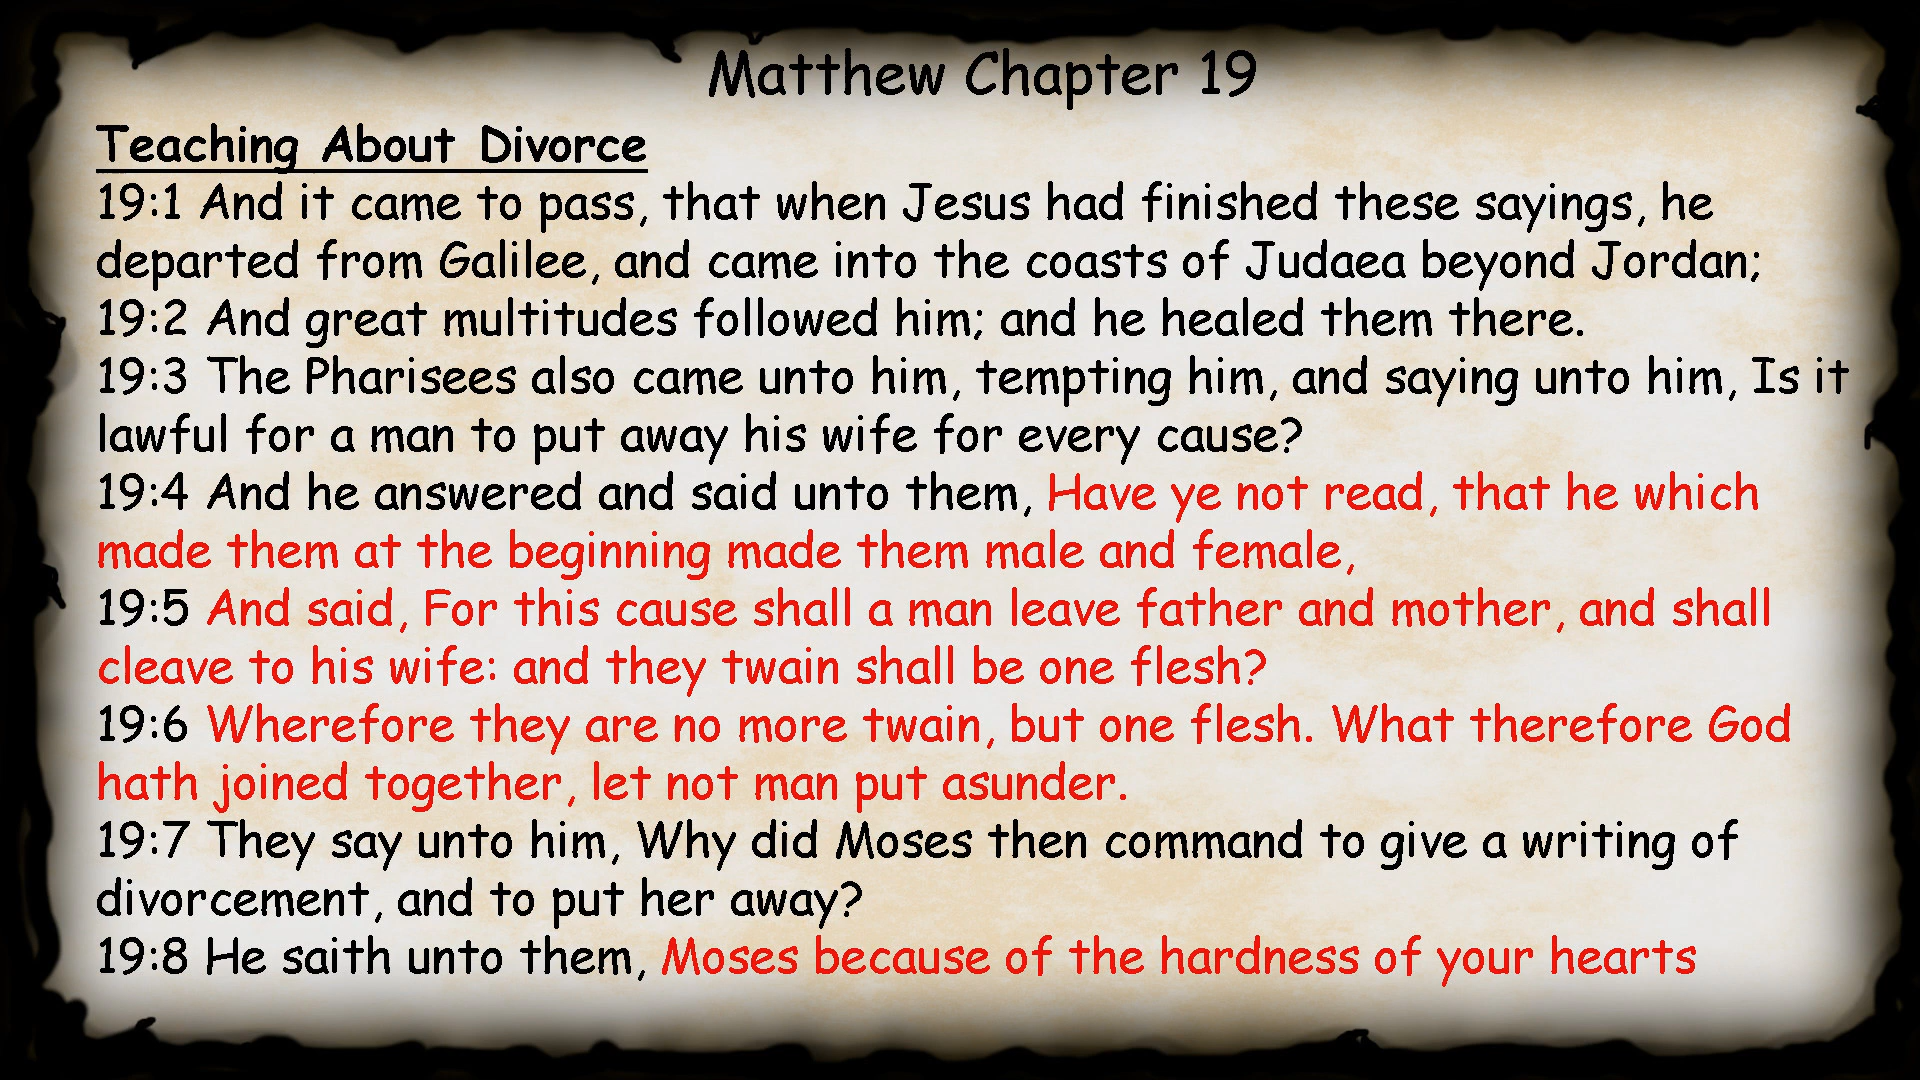 Matthew Chapter 19
Teaching About Divorce
19:1 And it came to pass, that when Jesus had finished these sayings, he
departed from Galilee, and came into the coasts of Judaea beyond Jordan;
19:2 And great multitudes followed him; and he healed them there.
19:3 The Pharisees also came unto him, tempting him, and saying unto him, Is it
lawful for a man to put away his wife for every cause?
19:4 And he answered and said unto them, Have ye not read, that he which
made them at the beginning made them male and female,
19:5 And said, For this cause shall a man leave father and mother, and shall
cleave to his wife: and they twain shall be one flesh?
19:6 Wherefore they are no more twain, but one flesh. What therefore God
hath joined together, let not man put asunder.
19:7 They say unto him, Why did Moses then command to give a writing of
divorcement, and to put her away?
19:8 He saith unto them, Moses because of the hardness of your hearts